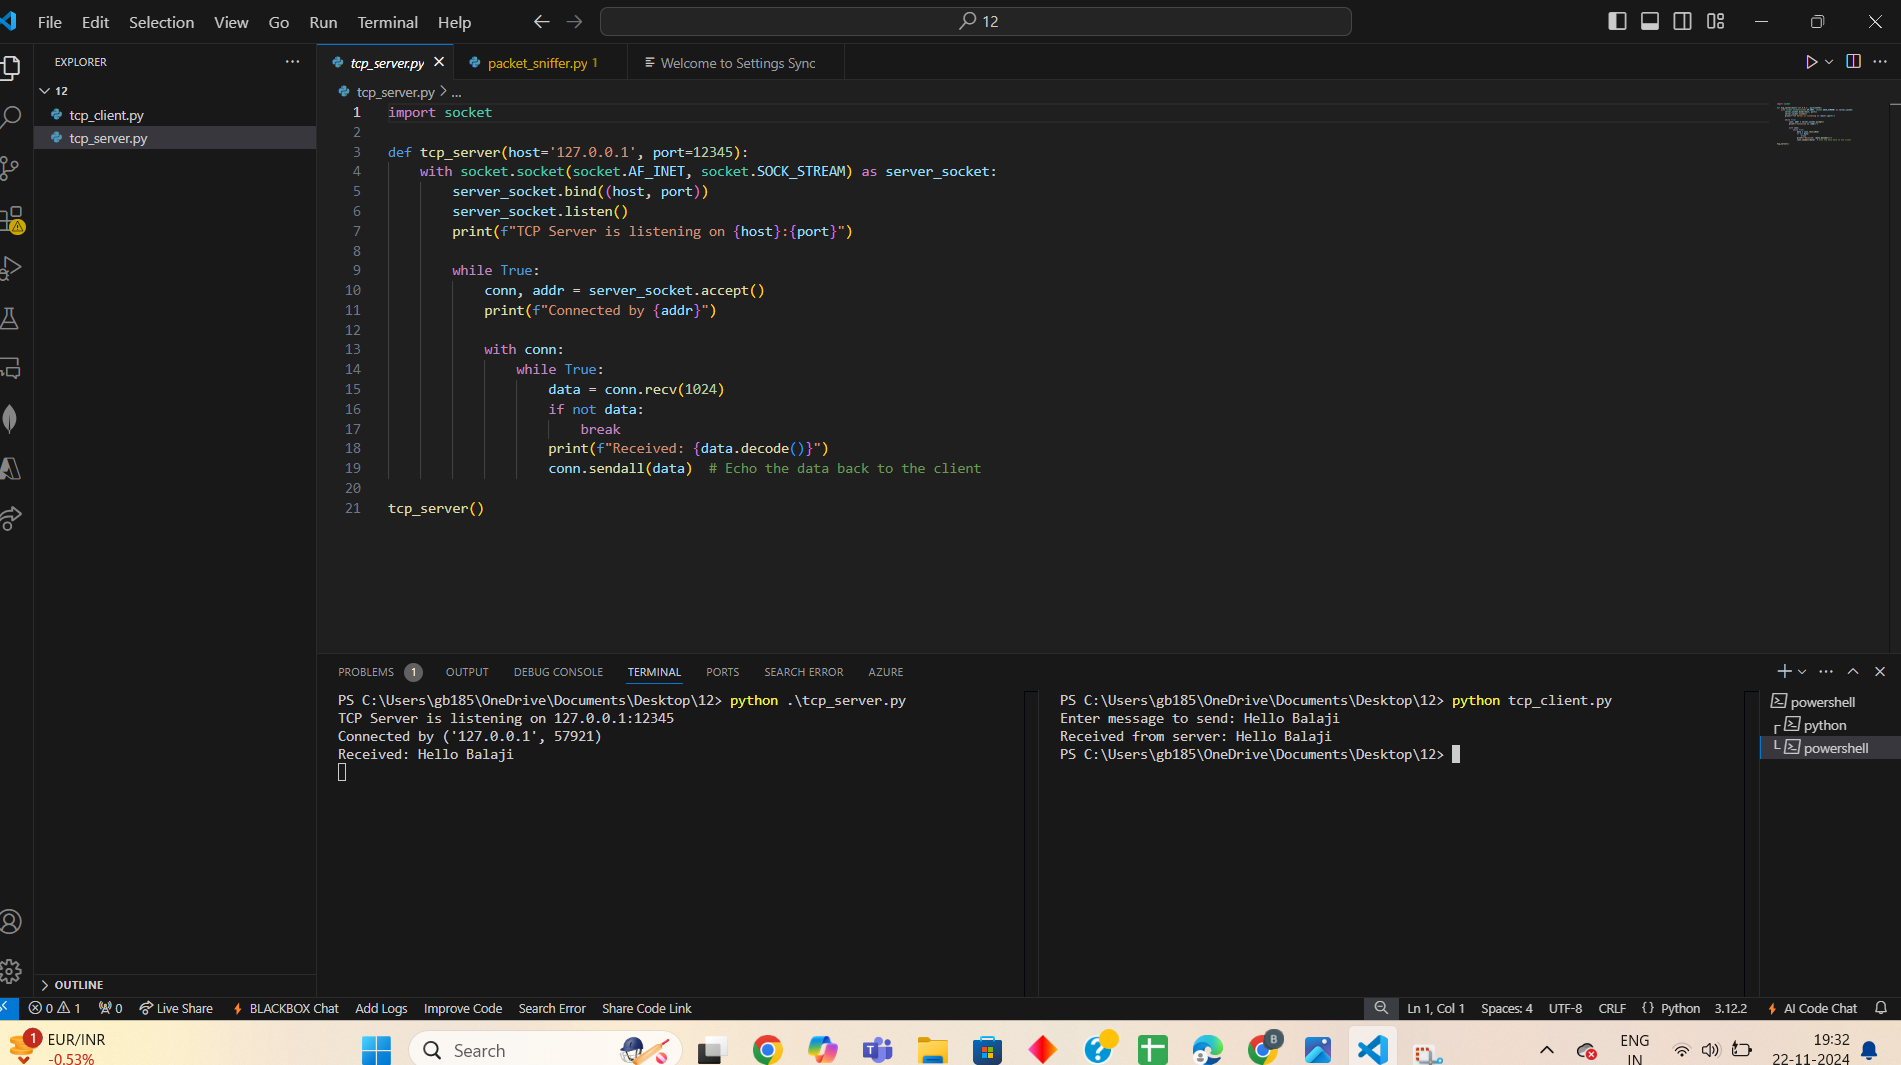 File Edit Selection View Go Run Terminal Help
12
EXPLORER
12
tcp_client.py
tcp_server.py
tcp_server.py
packet_sniffer.py 1
Welcome to Settings Sync
tcp_server.py > ...
1 import socket
2
3 def tcp_server(host='127.0.0.1', port=12345):
4 with socket.socket(socket.AF_INET, socket.SOCK_STREAM) as server_socket:
5 server_socket.bind((host, port))
6 server_socket.listen()
7 print(f"TCP Server is listening on {host}:{port}")
8
9 while True:
10 conn, addr = server_socket.accept()
11 print(f"Connected by {addr}")
12
13 with conn:
14 while True:
15 data = conn.recv(1024)
16 if not data:
17 break
18 print(f"Received: {data.decode()}")
19 conn.sendall(data)  # Echo the data back to the client
20
21 tcp_server()
PROBLEMS 1 OUTPUT DEBUG CONSOLE TERMINAL PORTS SEARCH ERROR AZURE
PS C:\Users\gb185\OneDrive\Documents\Desktop\12> python .\tcp_server.py
TCP Server is listening on 127.0.0.1:12345
Connected by ('127.0.0.1', 57921)
Received: Hello Balaji
PS C:\Users\gb185\OneDrive\Documents\Desktop\12> python tcp_client.py
Enter message to send: Hello Balaji
Received from server: Hello Balaji
PS C:\Users\gb185\OneDrive\Documents\Desktop\12>
powershell
python
powershell
OUTLINE
0 1 0 Live Share BLACKBOX Chat Add Logs Improve Code Search Error Share Code Link
Ln 1, Col 1 Spaces: 4 UTF-8 CRLF {} Python 3.12.2 AI Code Chat
1
EUR/INR
-0.53%
Search
B
ENG
IN
19:32
22-11-2024